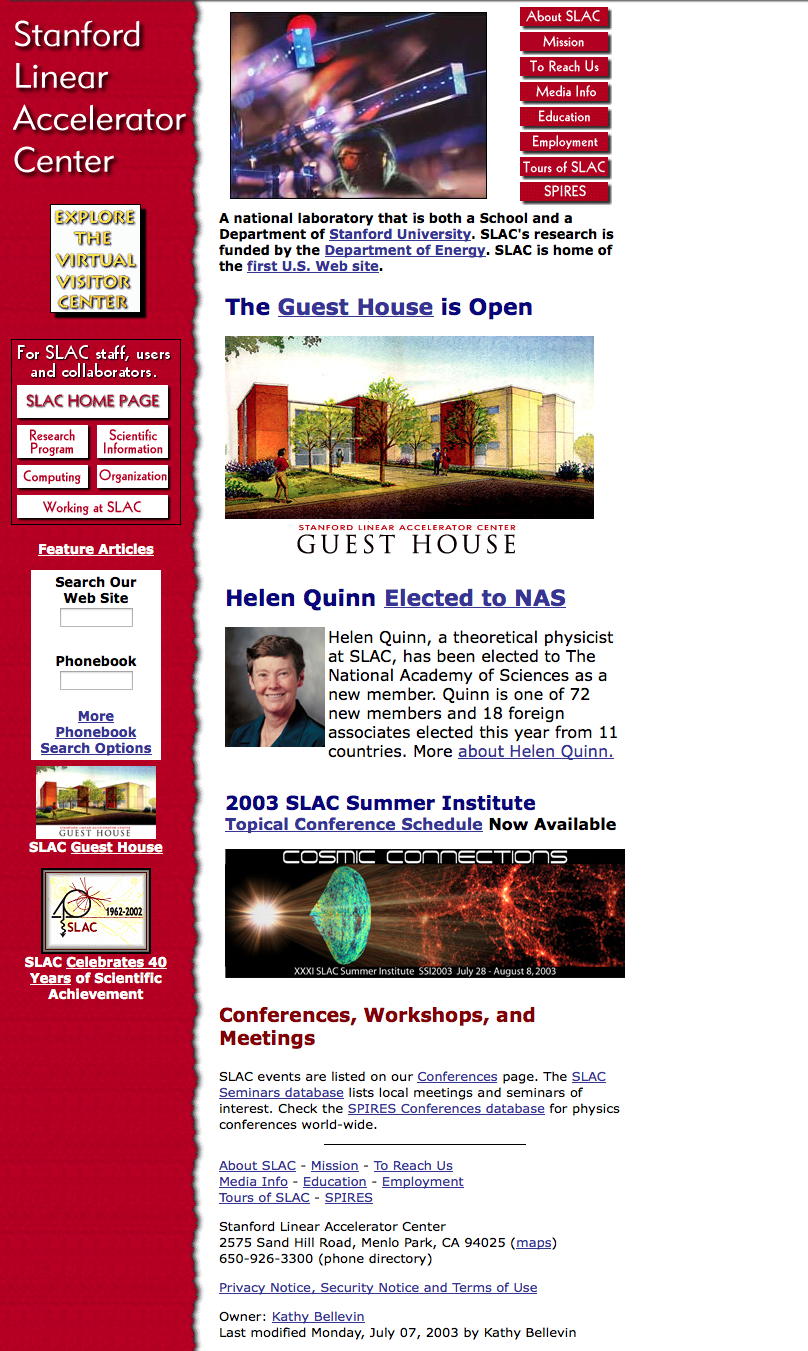 Stanford
Linear
Accelerator
Center
EXPLORE
THE
VIRTUAL
VISITOR
CENTER
For SLAC staff, users
and collaborators.
SLAC HOME PAGE
Research
Program
Scientific
Information
Computing
Organization
Working at SLAC
Feature Articles
Search Our
Web Site
Phonebook
More
Phonebook
Search Options
STANFORD LINEAR ACCELERATOR CENTER
GUEST HOUSE
SLAC Guest House
40
1962-2002
SLAC
SLAC Celebrates 40
Years of Scientific
Achievement
About SLAC
Mission
To Reach Us
Media Info
Education
Employment
Tours of SLAC
SPIRES
A national laboratory that is both a School and a
Department of Stanford University. SLAC's research is
funded by the Department of Energy. SLAC is home of
the first U.S. Web site.
The Guest House is Open
STANFORD LINEAR ACCELERATOR CENTER
GUEST HOUSE
Helen Quinn Elected to NAS
Helen Quinn, a theoretical physicist
at SLAC, has been elected to The
National Academy of Sciences as a
new member. Quinn is one of 72
new members and 18 foreign
associates elected this year from 11
countries. More about Helen Quinn.
2003 SLAC Summer Institute
Topical Conference Schedule Now Available
COSMIC CONNECTIONS
XXXI SLAC Summer Institute SSI2003 July 28 - August 8, 2003
Conferences, Workshops, and
Meetings
SLAC events are listed on our Conferences page. The SLAC
Seminars database lists local meetings and seminars of
interest. Check the SPIRES Conferences database for physics
conferences world-wide.
About SLAC - Mission - To Reach Us
Media Info - Education - Employment
Tours of SLAC - SPIRES
Stanford Linear Accelerator Center
2575 Sand Hill Road, Menlo Park, CA 94025 (maps)
650-926-3300 (phone directory)
Privacy Notice, Security Notice and Terms of Use
Owner: Kathy Bellevin
Last modified Monday, July 07, 2003 by Kathy Bellevin